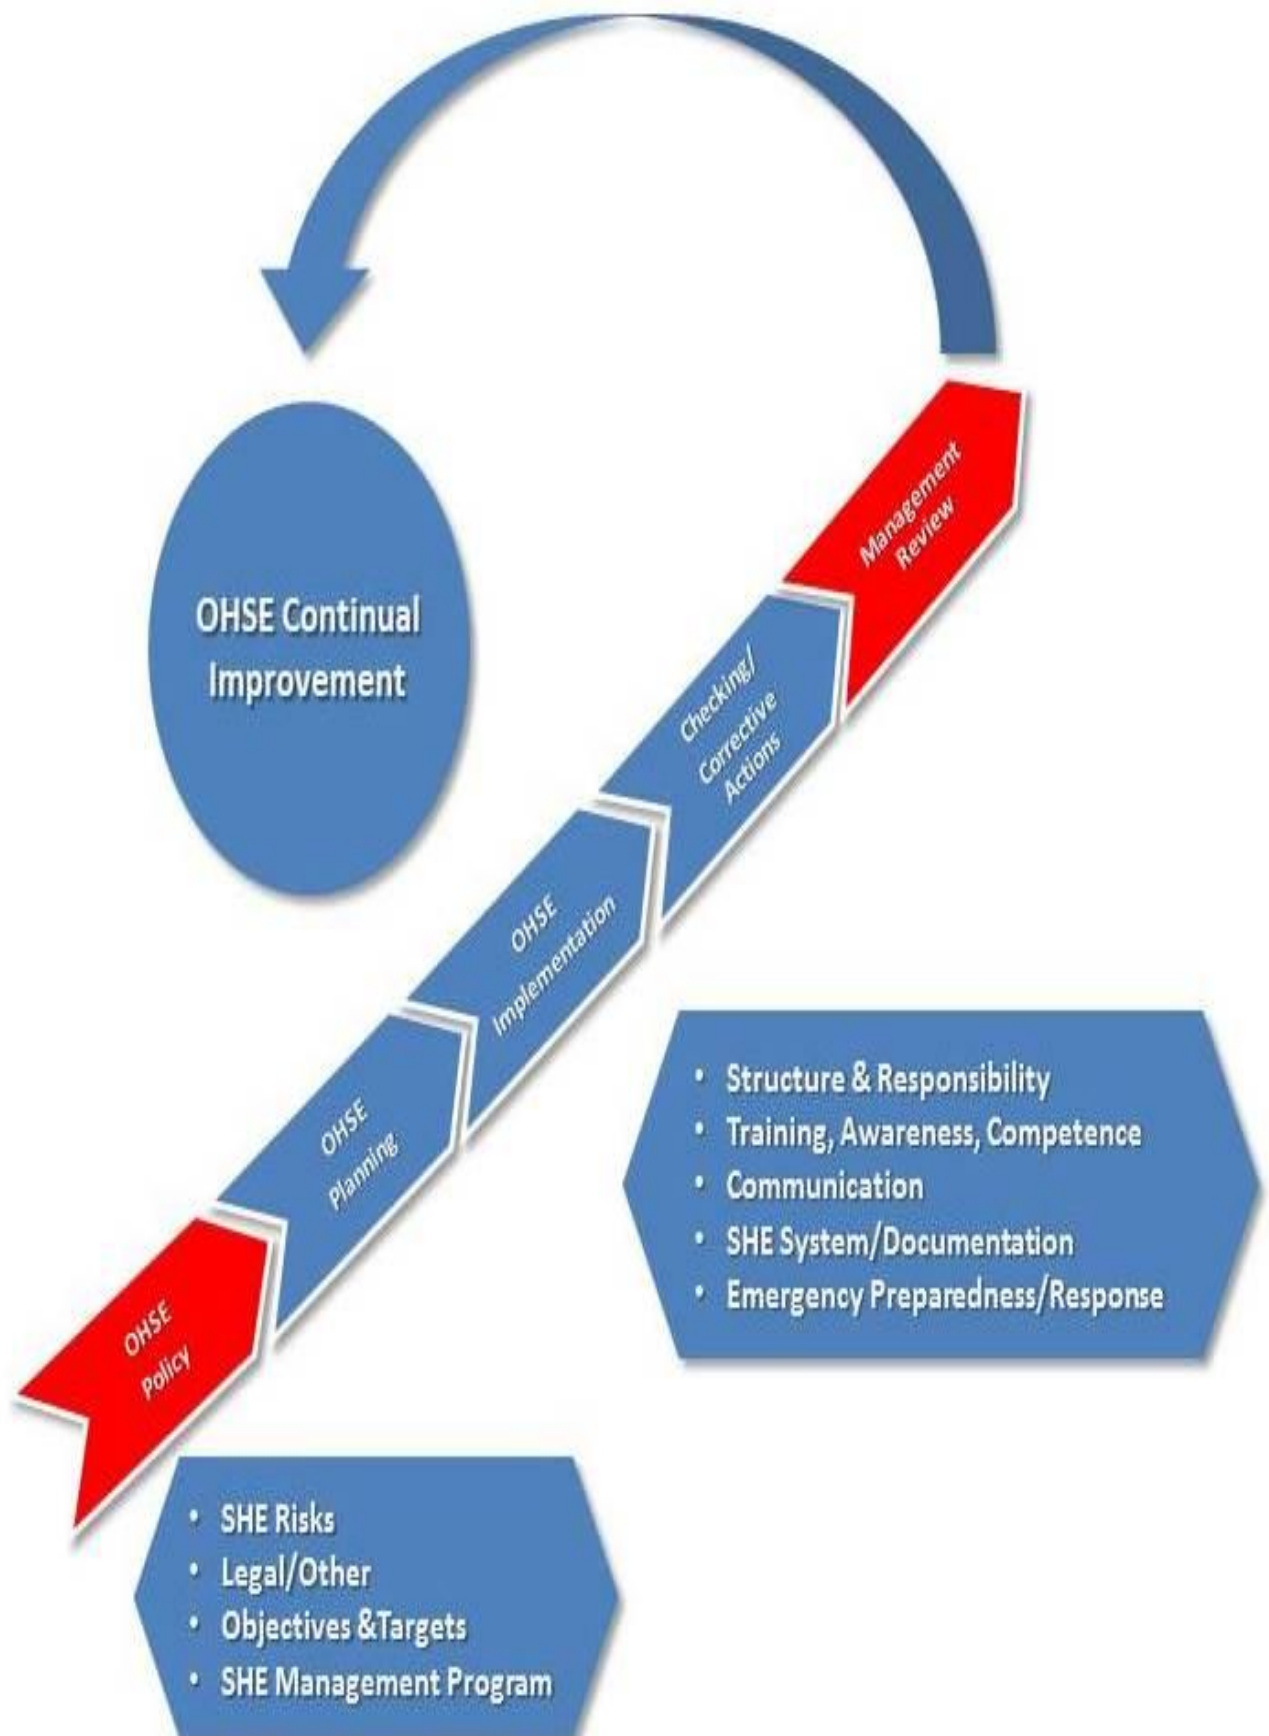 OHSE Continual
Improvement
Management
Review
Checking/
Corrective
Actions
OHSE
Implementation
OHSE
Planning
OHSE
Policy
• Structure & Responsibility
• Training, Awareness, Competence
• Communication
• SHE System/Documentation
• Emergency Preparedness/Response
• SHE Risks
• Legal/Other
• Objectives &Targets
• SHE Management Program